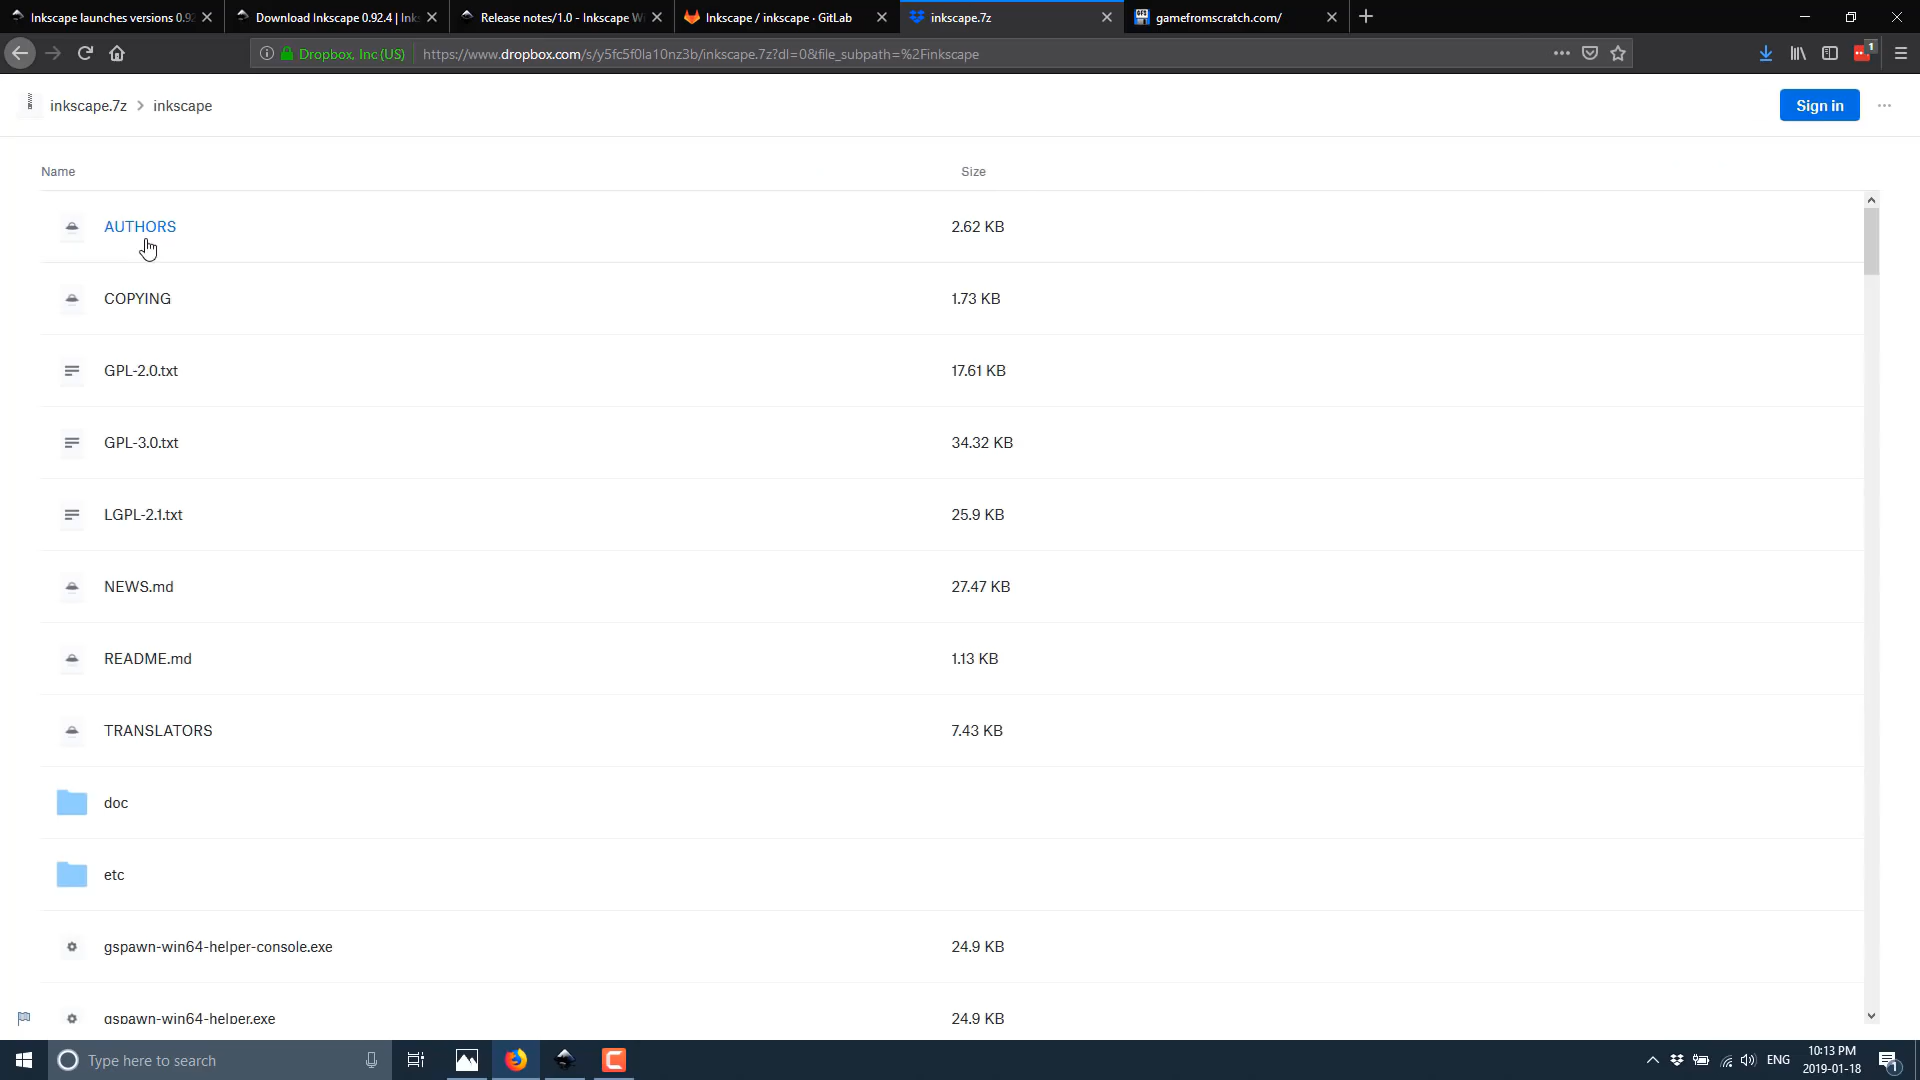 Inkscape launches versions 0.92
Download Inkscape 0.92.4 | Inks
Release notes/1.0 - Inkscape W
Inkscape / inkscape · GitLab
inkscape.7z
gamefromscratch.com/
Dropbox, Inc (US)
https://www.dropbox.com/s/y5fc5f0la10nz3b/inkscape.7z?dl=0&file_subpath=%2Finkscape
1
inkscape.7z > inkscape
Sign in
Name
Size
AUTHORS
2.62 KB
COPYING
1.73 KB
GPL-2.0.txt
17.61 KB
GPL-3.0.txt
34.32 KB
LGPL-2.1.txt
25.9 KB
NEWS.md
27.47 KB
README.md
1.13 KB
TRANSLATORS
7.43 KB
doc
etc
gspawn-win64-helper-console.exe
24.9 KB
gspawn-win64-helper.exe
24.9 KB
Type here to search
ENG
10:13 PM
2019-01-18
1